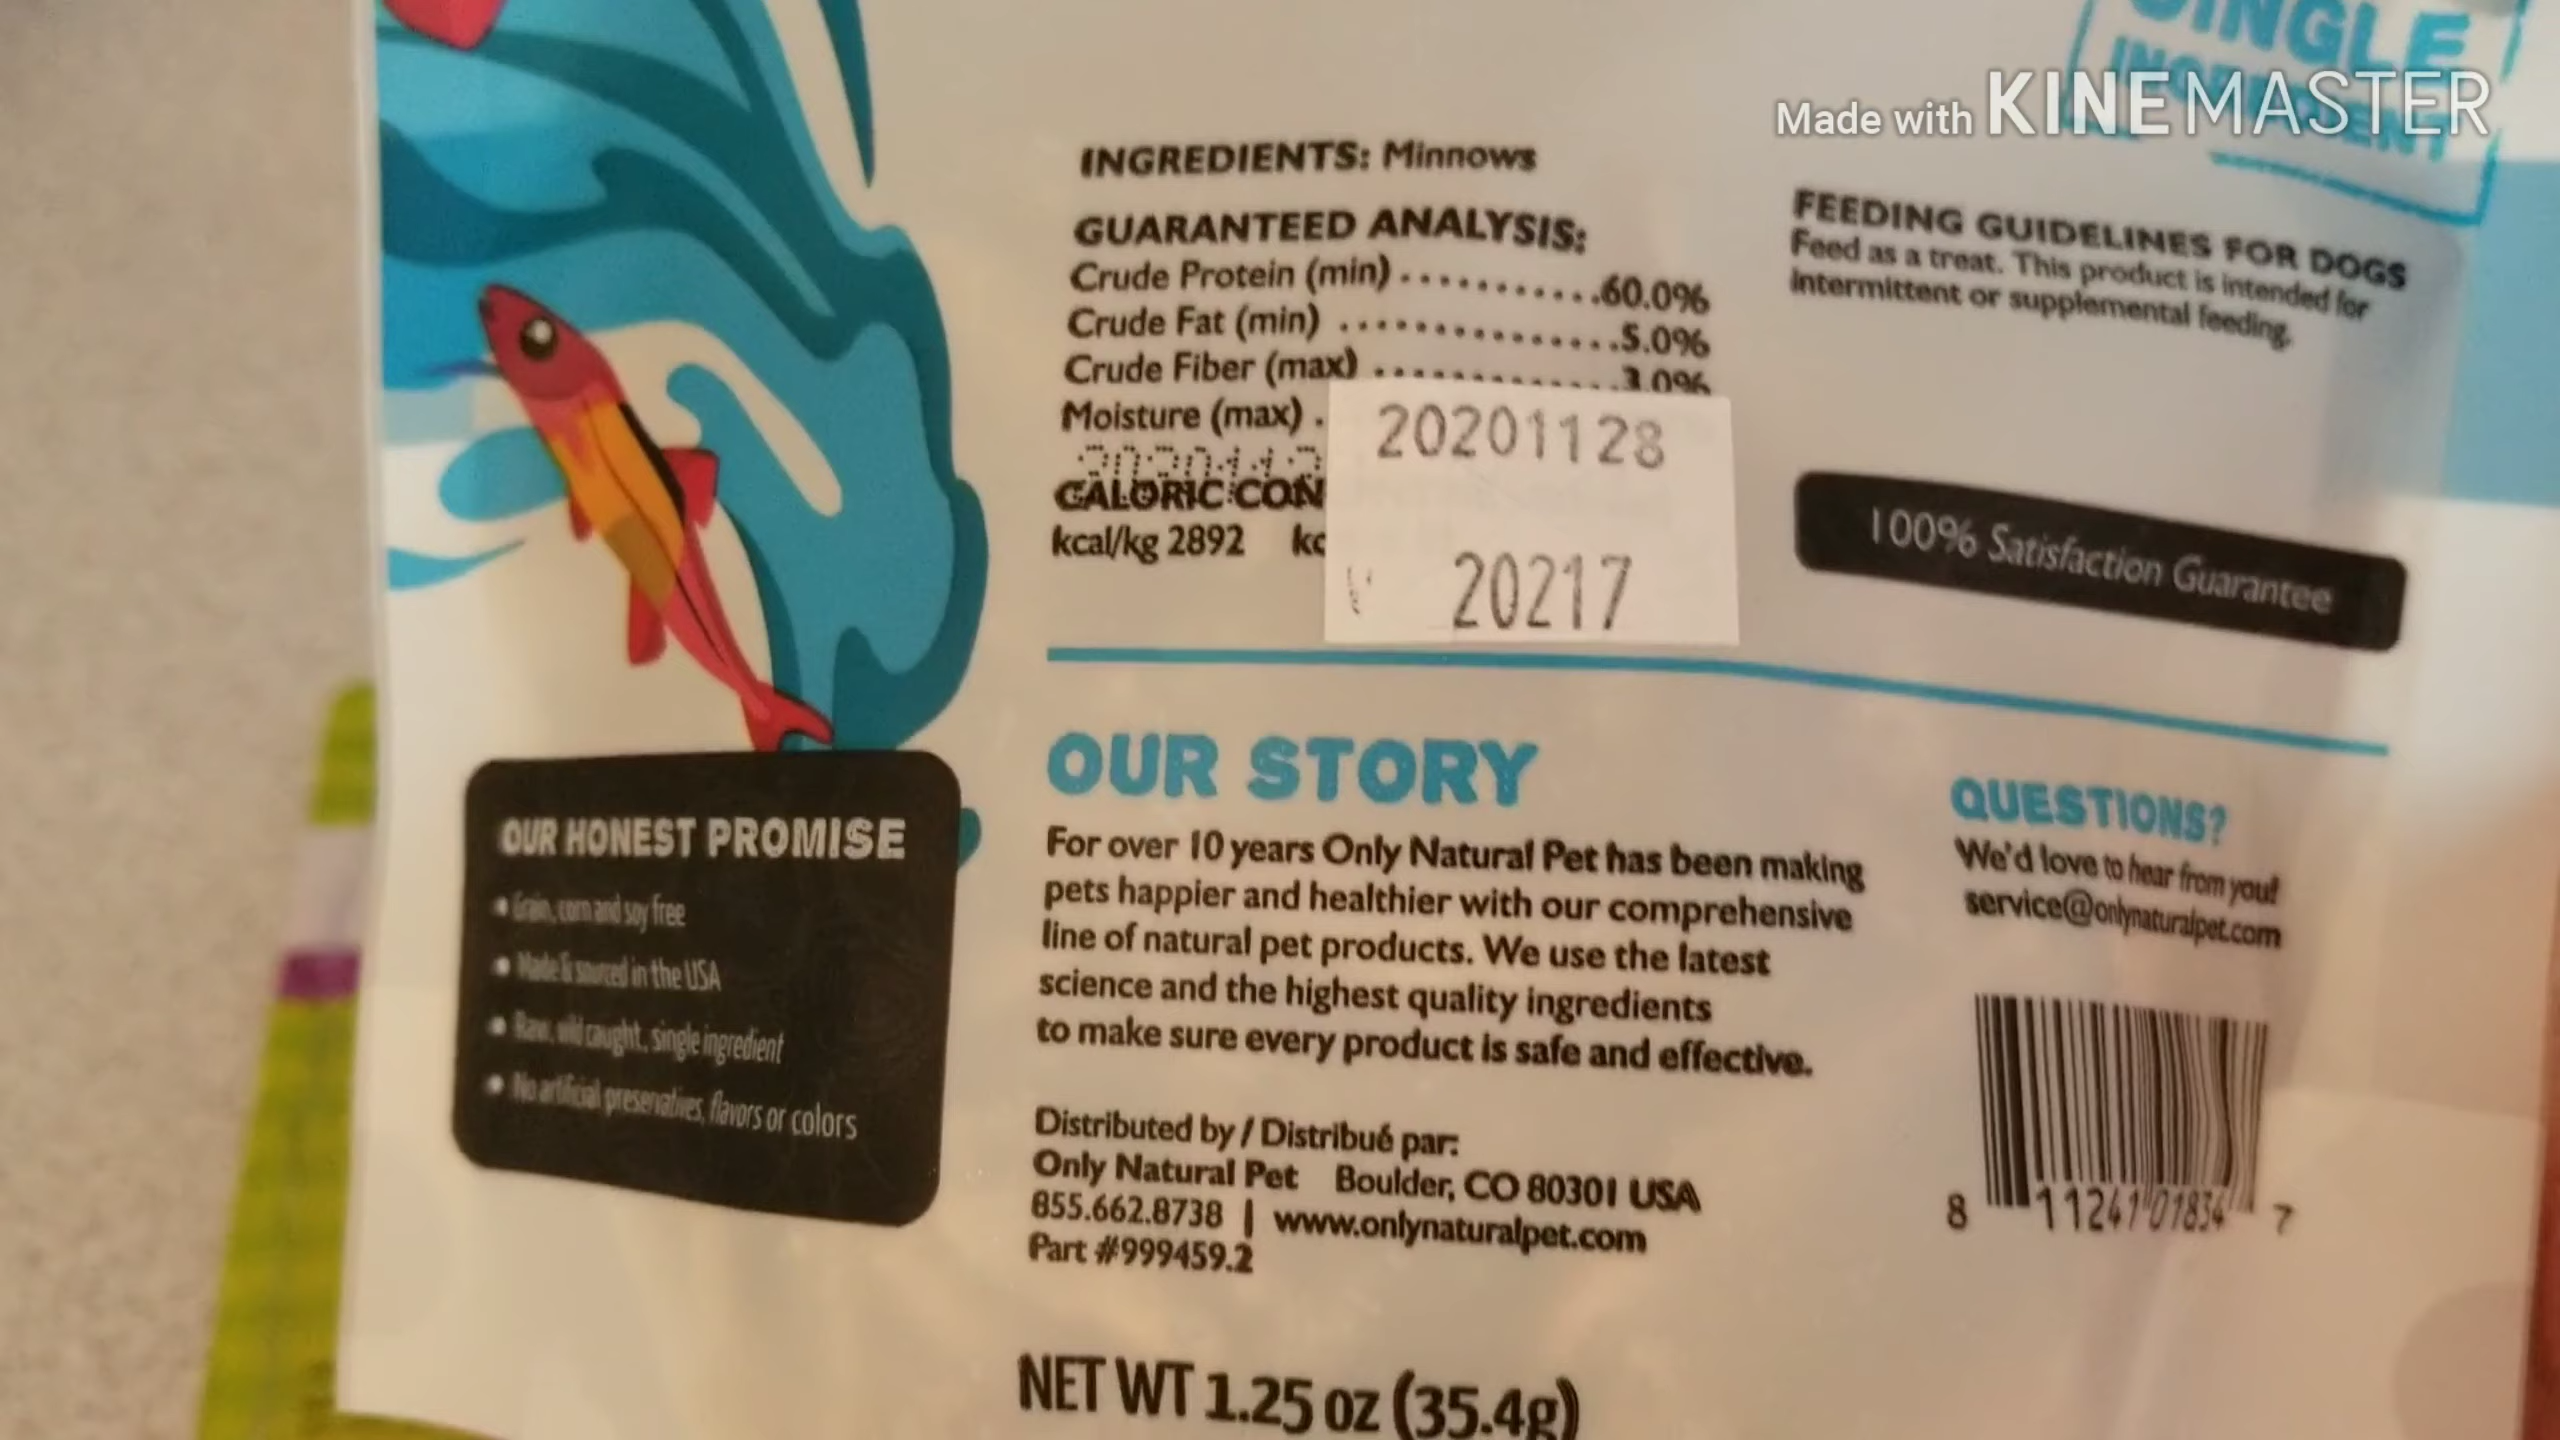 SINGLE
INGREDIENT
Made with KINEMASTER
INGREDIENTS: Minnows
GUARANTEED ANALYSIS:
Crude Protein (min) ...........60.0%
Crude Fat (min) ..............5.0%
Crude Fiber (max) ............3.0%
Moisture (max) .
CALORIC CON
kcal/kg 2892 kc
20201128
20217
FEEDING GUIDELINES FOR DOGS
Feed as a treat. This product is intended for
intermittent or supplemental feeding.
100% Satisfaction Guarantee
OUR HONEST PROMISE
• Grain, corn and soy free
• Made & sourced in the USA
• Raw, wild caught, single ingredient
• No artificial preservatives, flavors or colors
OUR STORY
For over 10 years Only Natural Pet has been making
pets happier and healthier with our comprehensive
line of natural pet products. We use the latest
science and the highest quality ingredients
to make sure every product is safe and effective.
Distributed by / Distribué par:
Only Natural Pet Boulder, CO 80301 USA
855.662.8738 | www.onlynaturalpet.com
Part #999459.2
QUESTIONS?
We'd love to hear from you!
service@onlynaturalpet.com
8 11241 01834 7
NET WT 1.25 oz (35.4g)